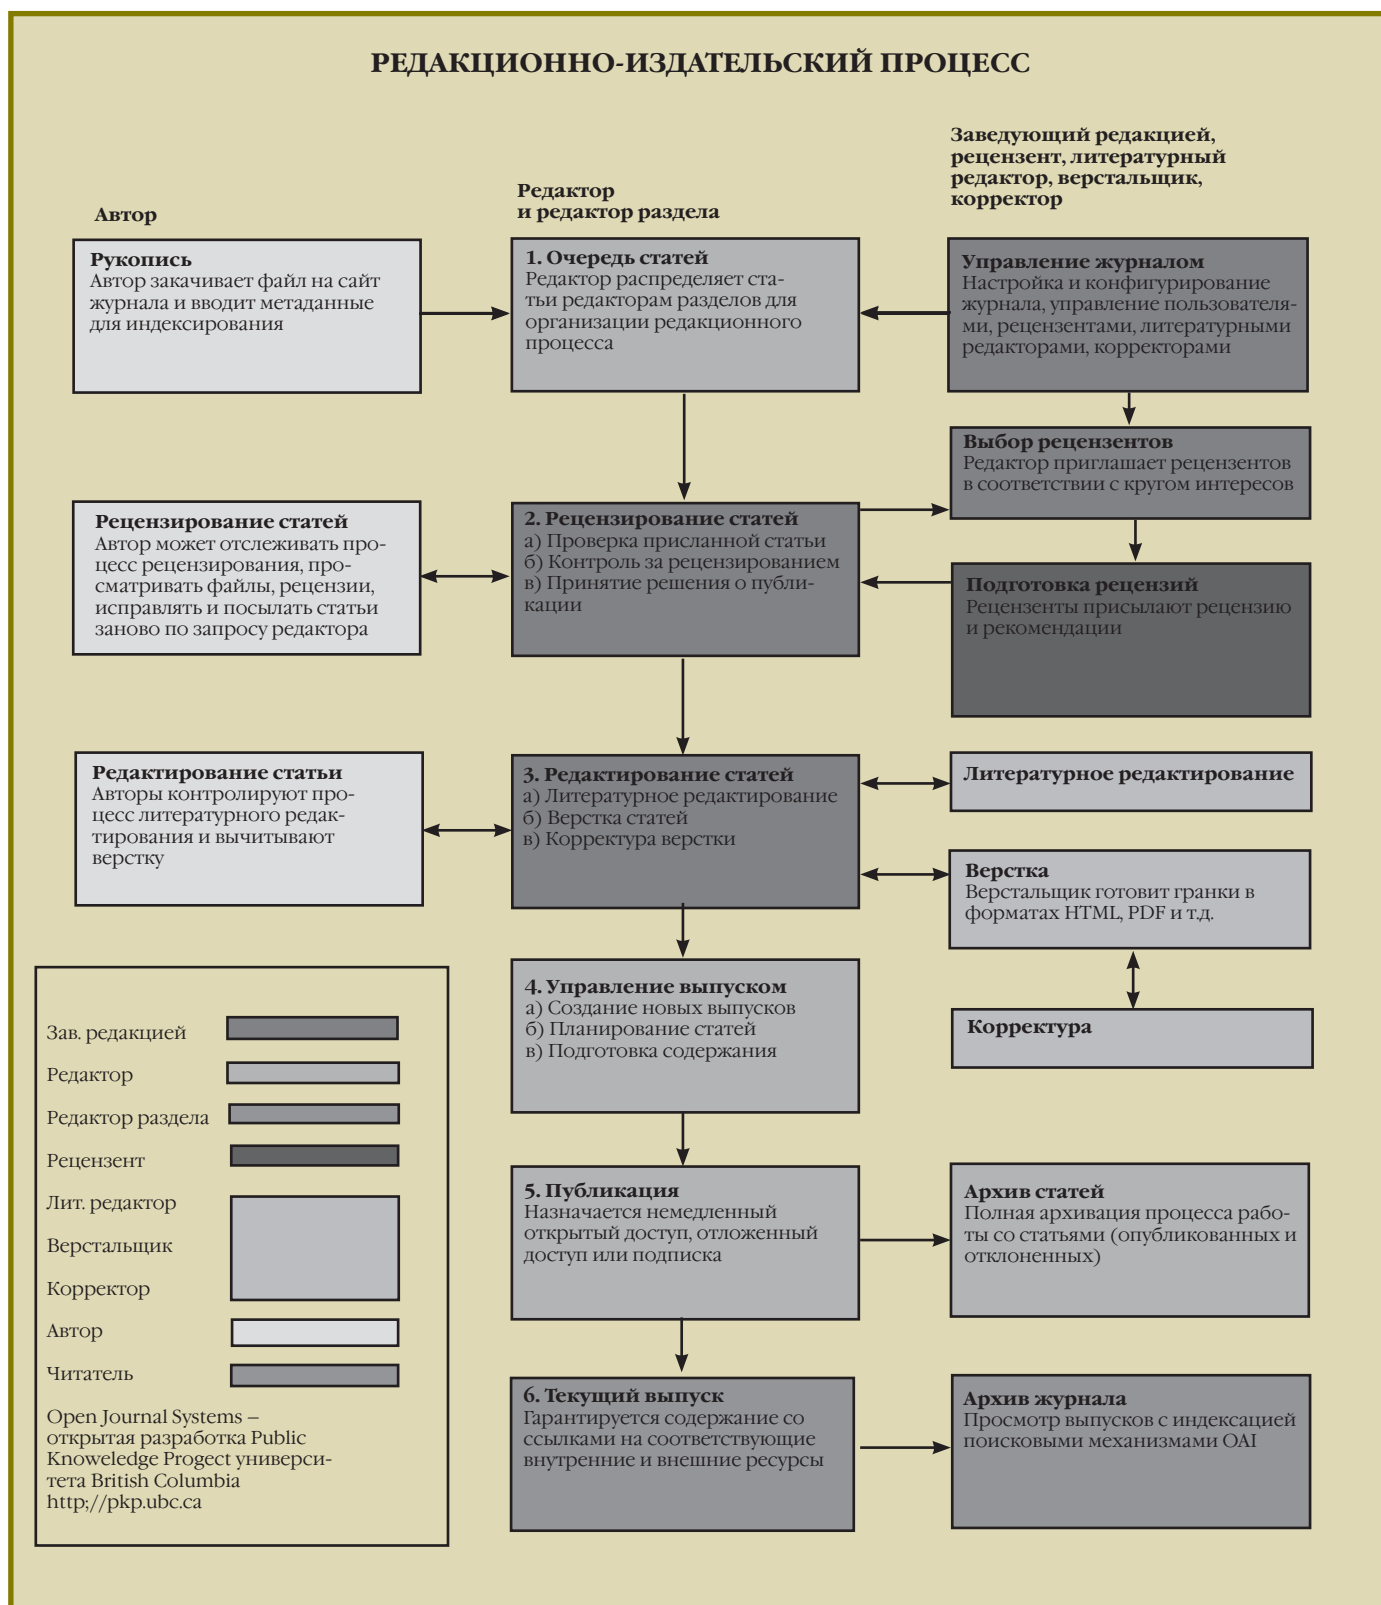 РЕДАКЦИОННО-ИЗДАТЕЛЬСКИЙ ПРОЦЕСС
Автор
Редактор
и редактор раздела
Заведующий редакцией,
рецензент, литературный
редактор, верстальщик,
корректор
Рукопись
Автор закачивает файл на сайт
журнала и вводит метаданные
для индексирования
1. Очередь статей
Редактор распределяет ста-
тьи редакторам разделов для
организации редакционного
процесса
Управление журналом
Настройка и конфигурирование
журнала, управление пользователя-
ми, рецензентами, литературными
редакторами, корректорами
Выбор рецензентов
Редактор приглашает рецензентов
в соответствии с кругом интересов
Рецензирование статей
Автор может отслеживать про-
цесс рецензирования, про-
сматривать файлы, рецензии,
исправлять и посылать статьи
заново по запросу редактора
2. Рецензирование статей
а) Проверка присланной статьи
б) Контроль за рецензированием
в) Принятие решения о публи-
кации
Подготовка рецензий
Рецензенты присылают рецензию
и рекомендации
Редактирование статьи
Авторы контролируют про-
цесс литературного редак-
тирования и вычитывают
верстку
3. Редактирование статей
а) Литературное редактирование
б) Верстка статей
в) Корректура верстки
Литературное редактирование
Верстка
Верстальщик готовит гранки в
форматах HTML, PDF и т.д.
Корректура
4. Управление выпуском
а) Создание новых выпусков
б) Планирование статей
в) Подготовка содержания
5. Публикация
Назначается немедленный
открытый доступ, отложенный
доступ или подписка
Архив статей
Полная архивация процесса рабо-
ты со статьями (опубликованных и
отклоненных)
6. Текущий выпуск
Гарантируется содержание со
ссылками на соответствующие
внутренние и внешние ресурсы
Архив журнала
Просмотр выпусков с индексацией
поисковыми механизмами OAI
Зав. редакцией
Редактор
Редактор раздела
Рецензент
Лит. редактор
Верстальщик
Корректор
Автор
Читатель
Open Journal Systems –
открытая разработка Public
Knoweledge Progect универси-
тета British Columbia
http;//pkp.ubc.ca